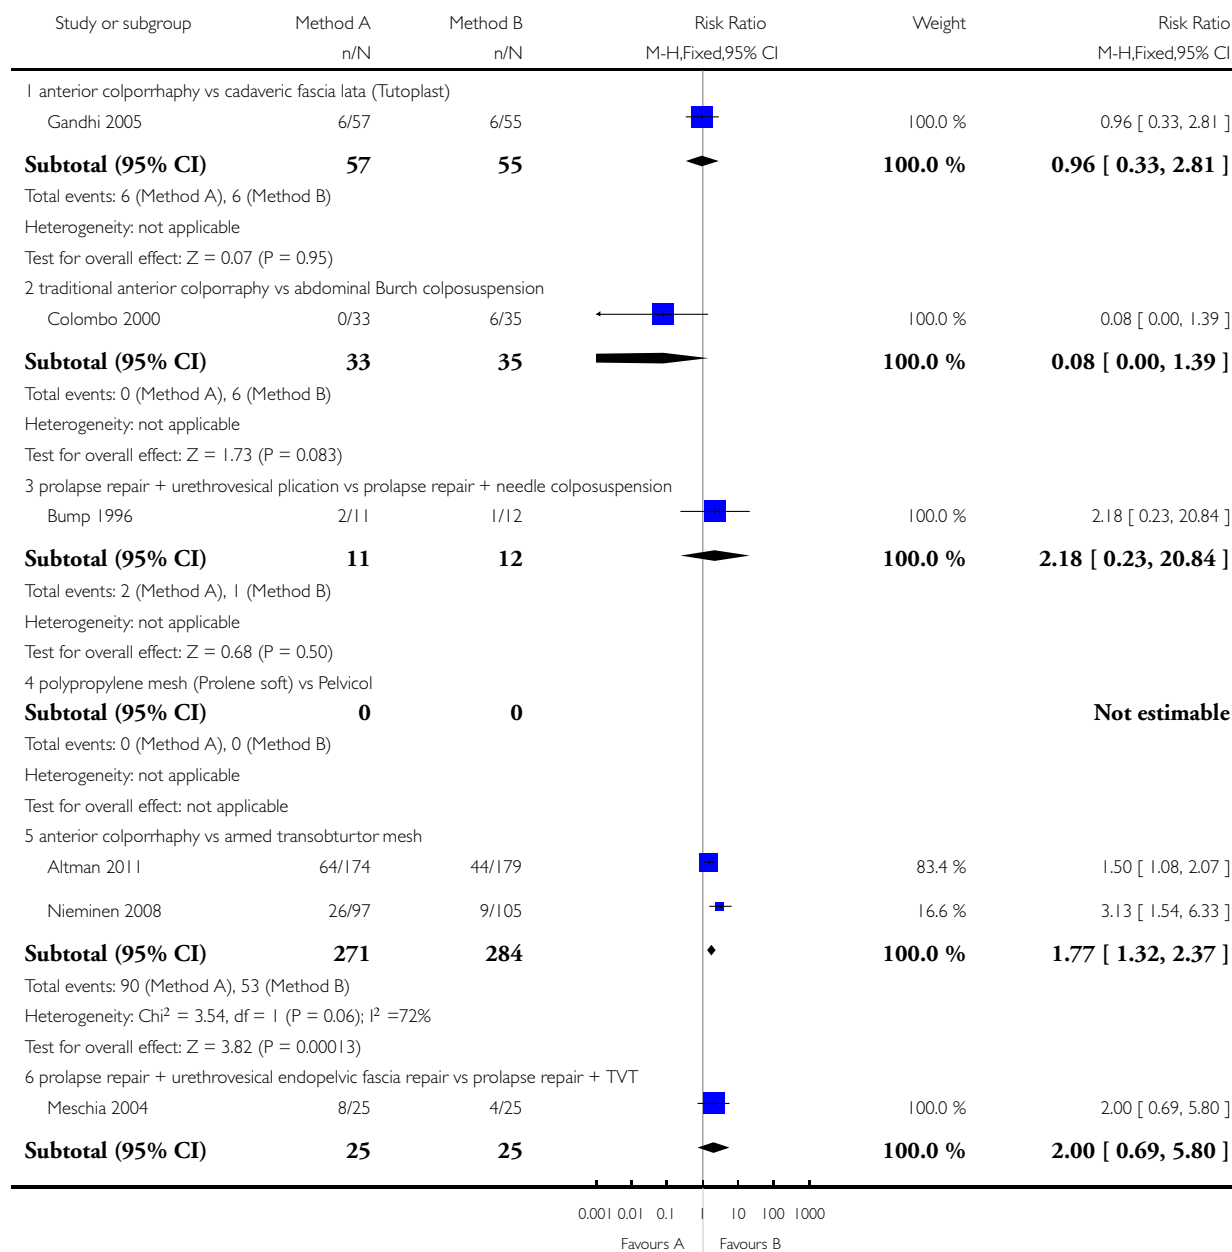 Study or subgroup Method A Method B Risk Ratio Weight Risk Ratio
n/N n/N M-H,Fixed,95% CI M-H,Fixed,95% CI
1 anterior colporrhaphy vs cadaveric fascia lata (Tutoplast)
Gandhi 2005 6/57 6/55 100.0 % 0.96 [ 0.33, 2.81 ]
Subtotal (95% CI) 57 55 100.0 % 0.96 [ 0.33, 2.81 ]
Total events: 6 (Method A), 6 (Method B)
Heterogeneity: not applicable
Test for overall effect: Z = 0.07 (P = 0.95)
2 traditional anterior colporraphy vs abdominal Burch colposuspension
Colombo 2000 0/33 6/35 100.0 % 0.08 [ 0.00, 1.39 ]
Subtotal (95% CI) 33 35 100.0 % 0.08 [ 0.00, 1.39 ]
Total events: 0 (Method A), 6 (Method B)
Heterogeneity: not applicable
Test for overall effect: Z = 1.73 (P = 0.083)
3 prolapse repair + urethrovesical plication vs prolapse repair + needle colposuspension
Bump 1996 2/11 1/12 100.0 % 2.18 [ 0.23, 20.84 ]
Subtotal (95% CI) 11 12 100.0 % 2.18 [ 0.23, 20.84 ]
Total events: 2 (Method A), 1 (Method B)
Heterogeneity: not applicable
Test for overall effect: Z = 0.68 (P = 0.50)
4 polypropylene mesh (Prolene soft) vs Pelvicol
Subtotal (95% CI) 0 0 Not estimable
Total events: 0 (Method A), 0 (Method B)
Heterogeneity: not applicable
Test for overall effect: not applicable
5 anterior colporrhaphy vs armed transobturtor mesh
Altman 2011 64/174 44/179 83.4 % 1.50 [ 1.08, 2.07 ]
Nieminen 2008 26/97 9/105 16.6 % 3.13 [ 1.54, 6.33 ]
Subtotal (95% CI) 271 284 100.0 % 1.77 [ 1.32, 2.37 ]
Total events: 90 (Method A), 53 (Method B)
Heterogeneity: Chi² = 3.54, df = 1 (P = 0.06); I² =72%
Test for overall effect: Z = 3.82 (P = 0.00013)
6 prolapse repair + urethrovesical endopelvic fascia repair vs prolapse repair + TVT
Meschia 2004 8/25 4/25 100.0 % 2.00 [ 0.69, 5.80 ]
Subtotal (95% CI) 25 25 100.0 % 2.00 [ 0.69, 5.80 ]
0.001 0.01 0.1 1 10 100 1000
Favours A Favours B